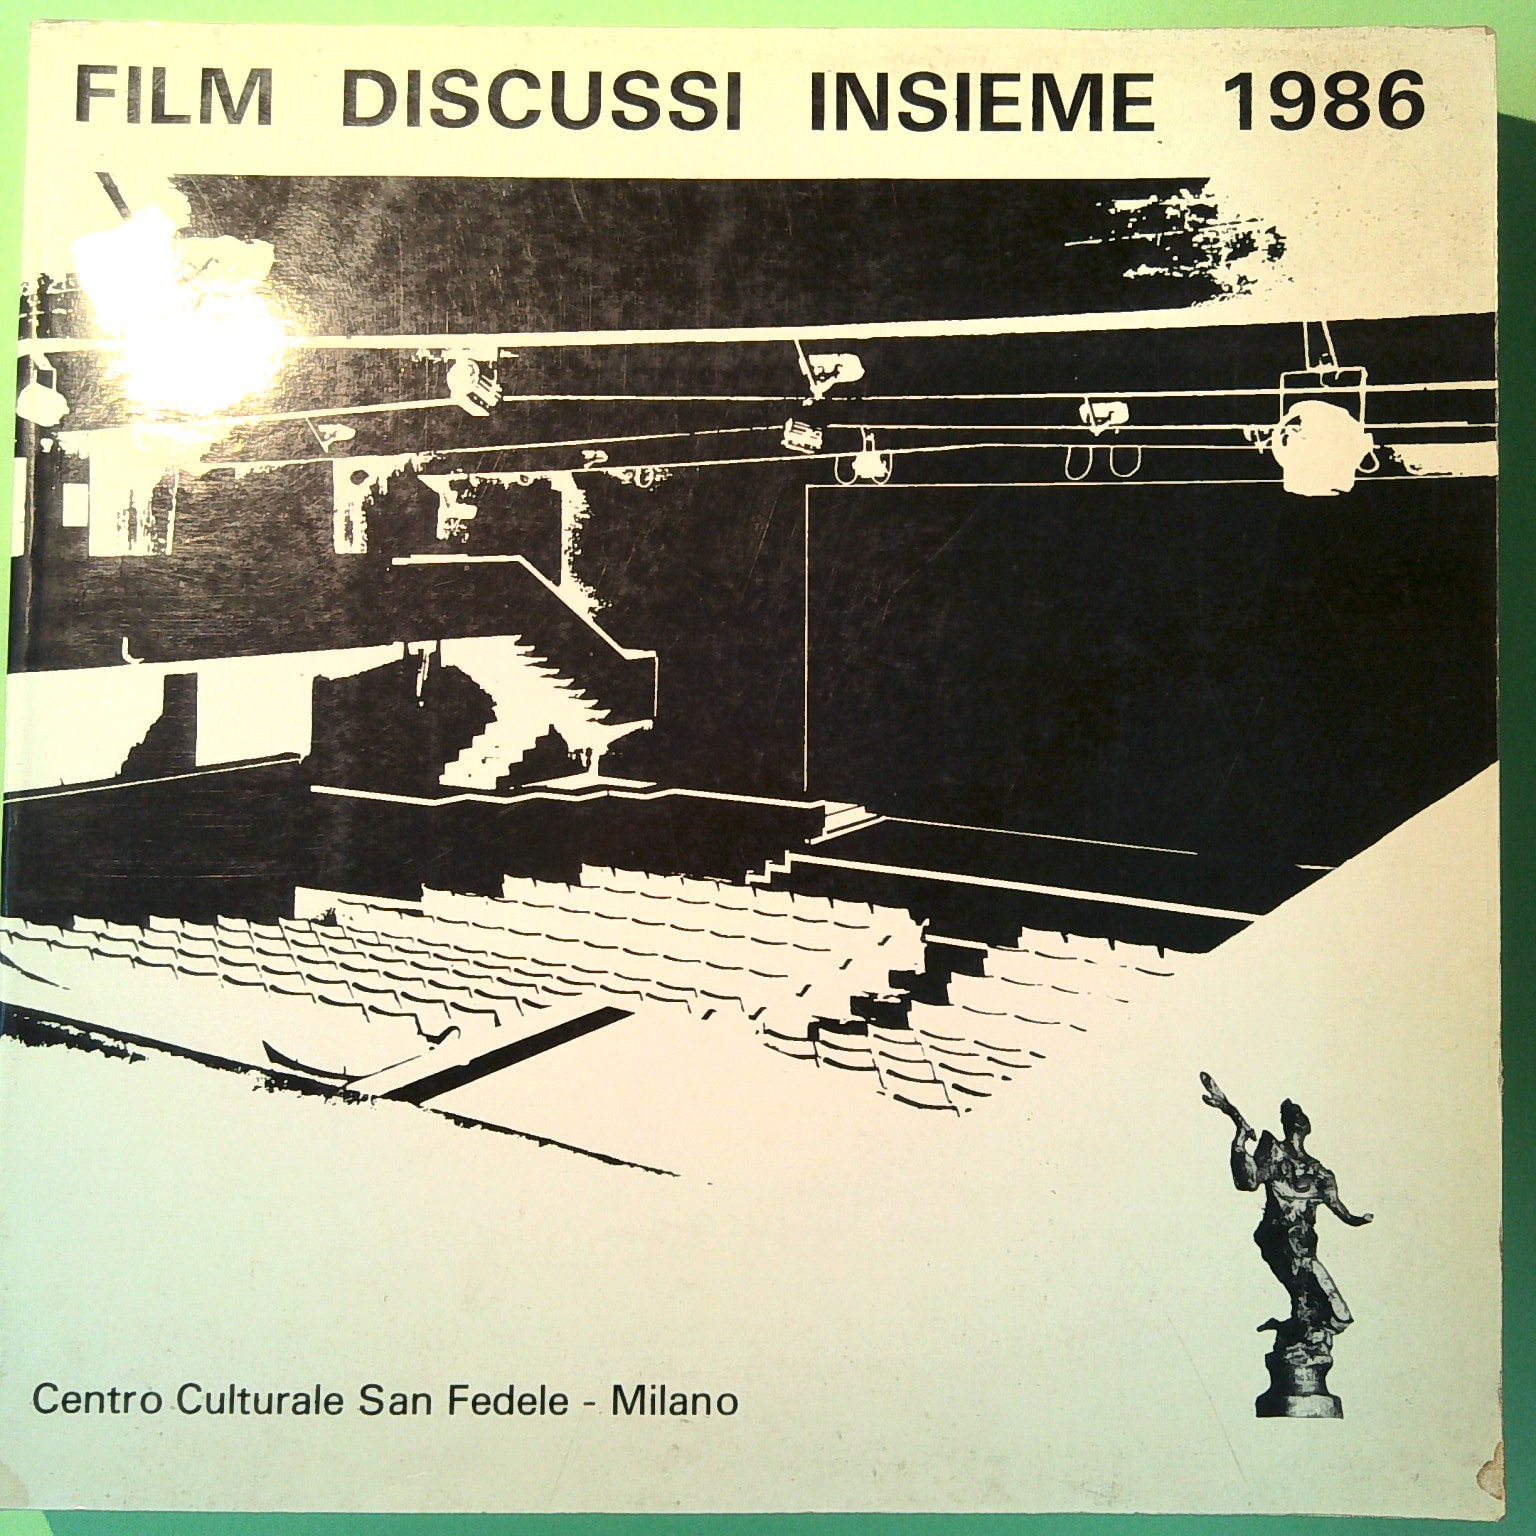 FILM DISCUSSI INSIEME 1986
Centro Culturale San Fedele - Milano